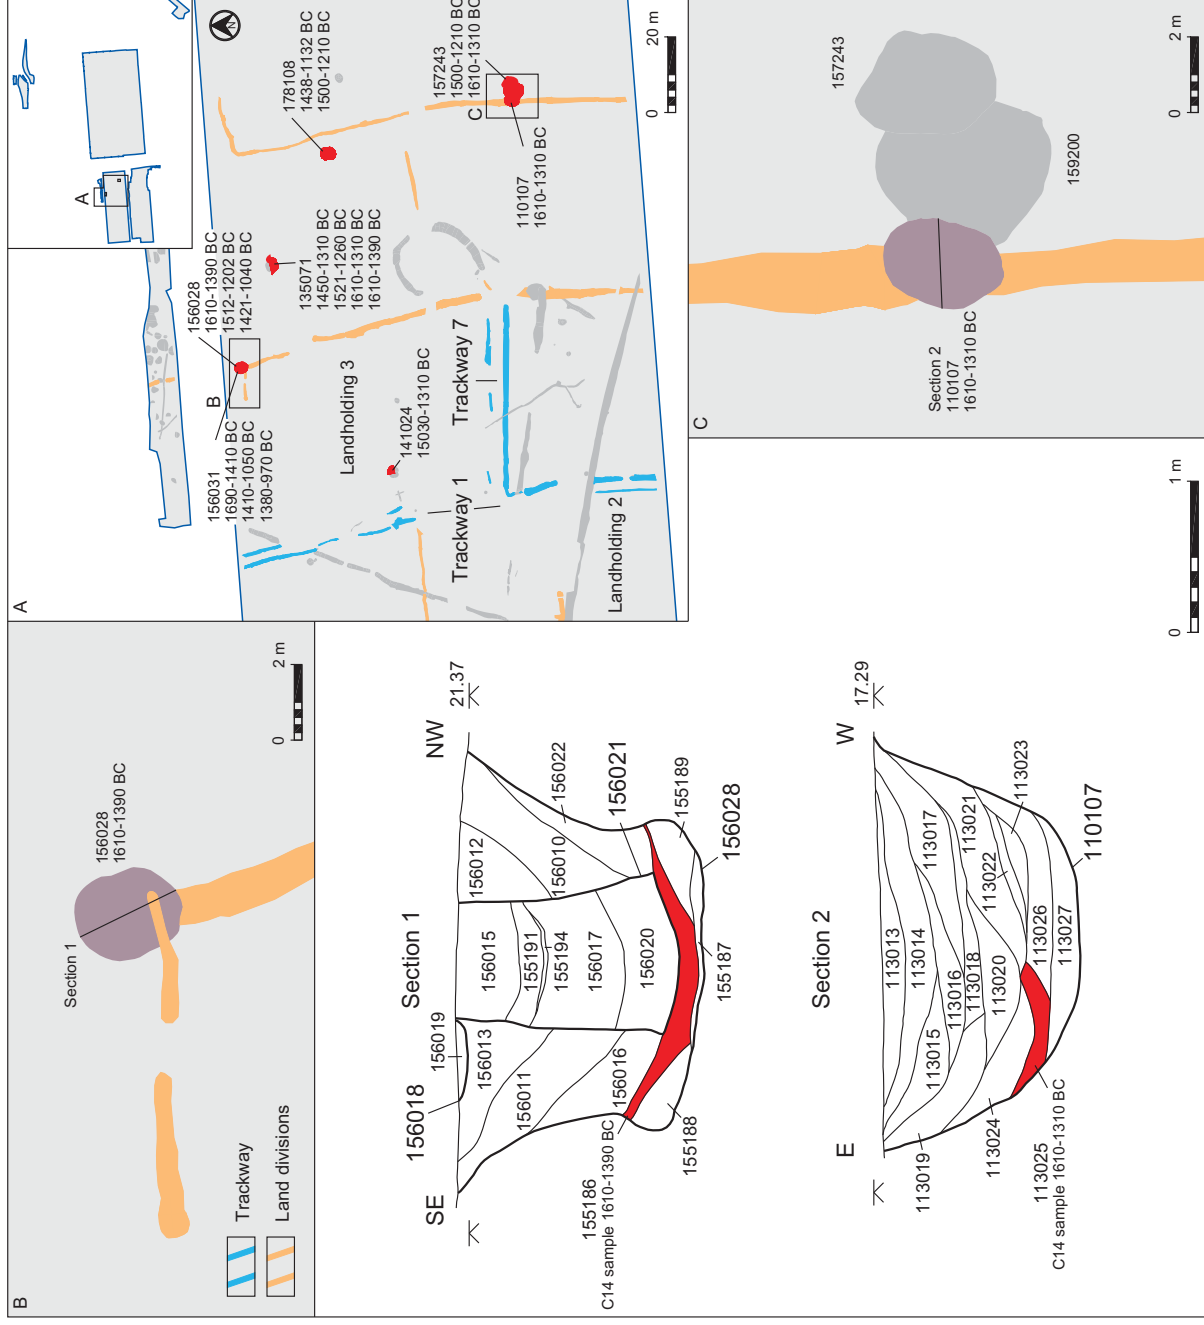 B
Section 1
156028
1610-1390 BC
0
2 m
Trackway
Land divisions
A
A
N
156031
1690-1410 BC
1410-1050 BC
1380-970 BC
B
156028
1610-1390 BC
1512-1202 BC
1421-1040 BC
135071
1450-1310 BC
1521-1260 BC
1610-1310 BC
1610-1390 BC
178108
1438-1132 BC
1500-1210 BC
C
157243
1500-1210 BC
1610-1310 BC
110107
1610-1310 BC
Landholding 3
141024
15030-1310 BC
Trackway 1
Trackway 7
Landholding 2
0
20 m
C
Section 2
110107
1610-1310 BC
157243
159200
0
2 m
Section 1
SE
NW
21.37
156018
156019
156013
156011
156016
156015
155191
155194
156017
156020
156012
156010
156022
156021
155189
156028
155187
155188
155186
C14 sample 1610-1390 BC
Section 2
E
W
17.29
113013
113014
113015
113016
113017
113018
113019
113020
113021
113022
113023
113024
113025
C14 sample 1610-1310 BC
113026
113027
110107
0
1 m